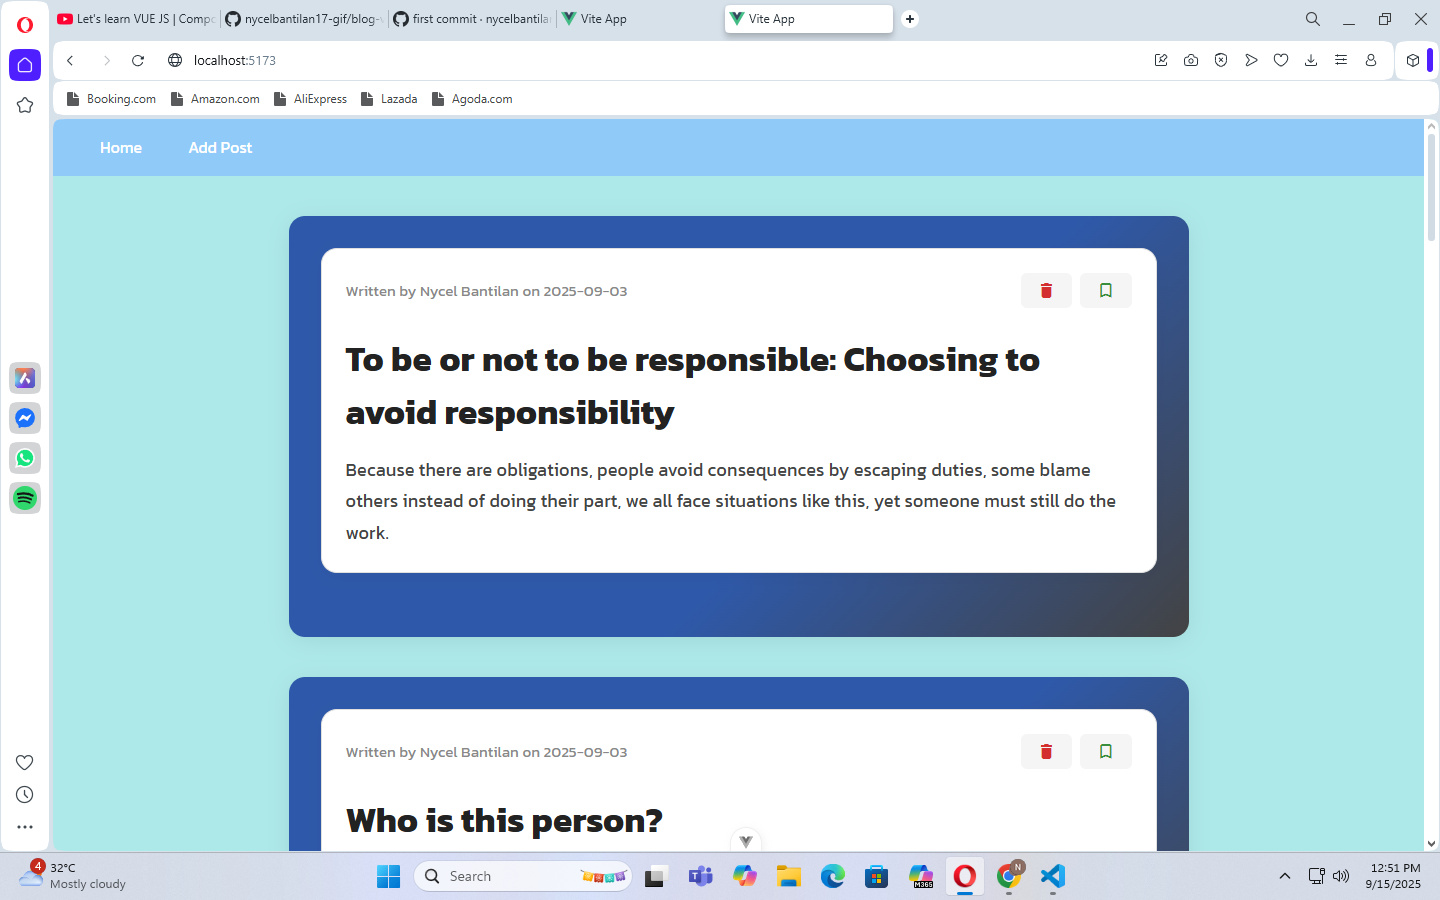 Let's learn VUE JS | Compo
nycelbantilan17-gif/blog-v
first commit · nycelbantila
Vite App
Vite App
localhost:5173
Booking.com
Amazon.com
AliExpress
Lazada
Agoda.com
Home
Add Post
Written by Nycel Bantilan on 2025-09-03
To be or not to be responsible: Choosing to
avoid responsibility
Because there are obligations, people avoid consequences by escaping duties, some blame
others instead of doing their part, we all face situations like this, yet someone must still do the
work.
Written by Nycel Bantilan on 2025-09-03
Who is this person?
4
32°C
Mostly cloudy
Search
M365
N
12:51 PM
9/15/2025